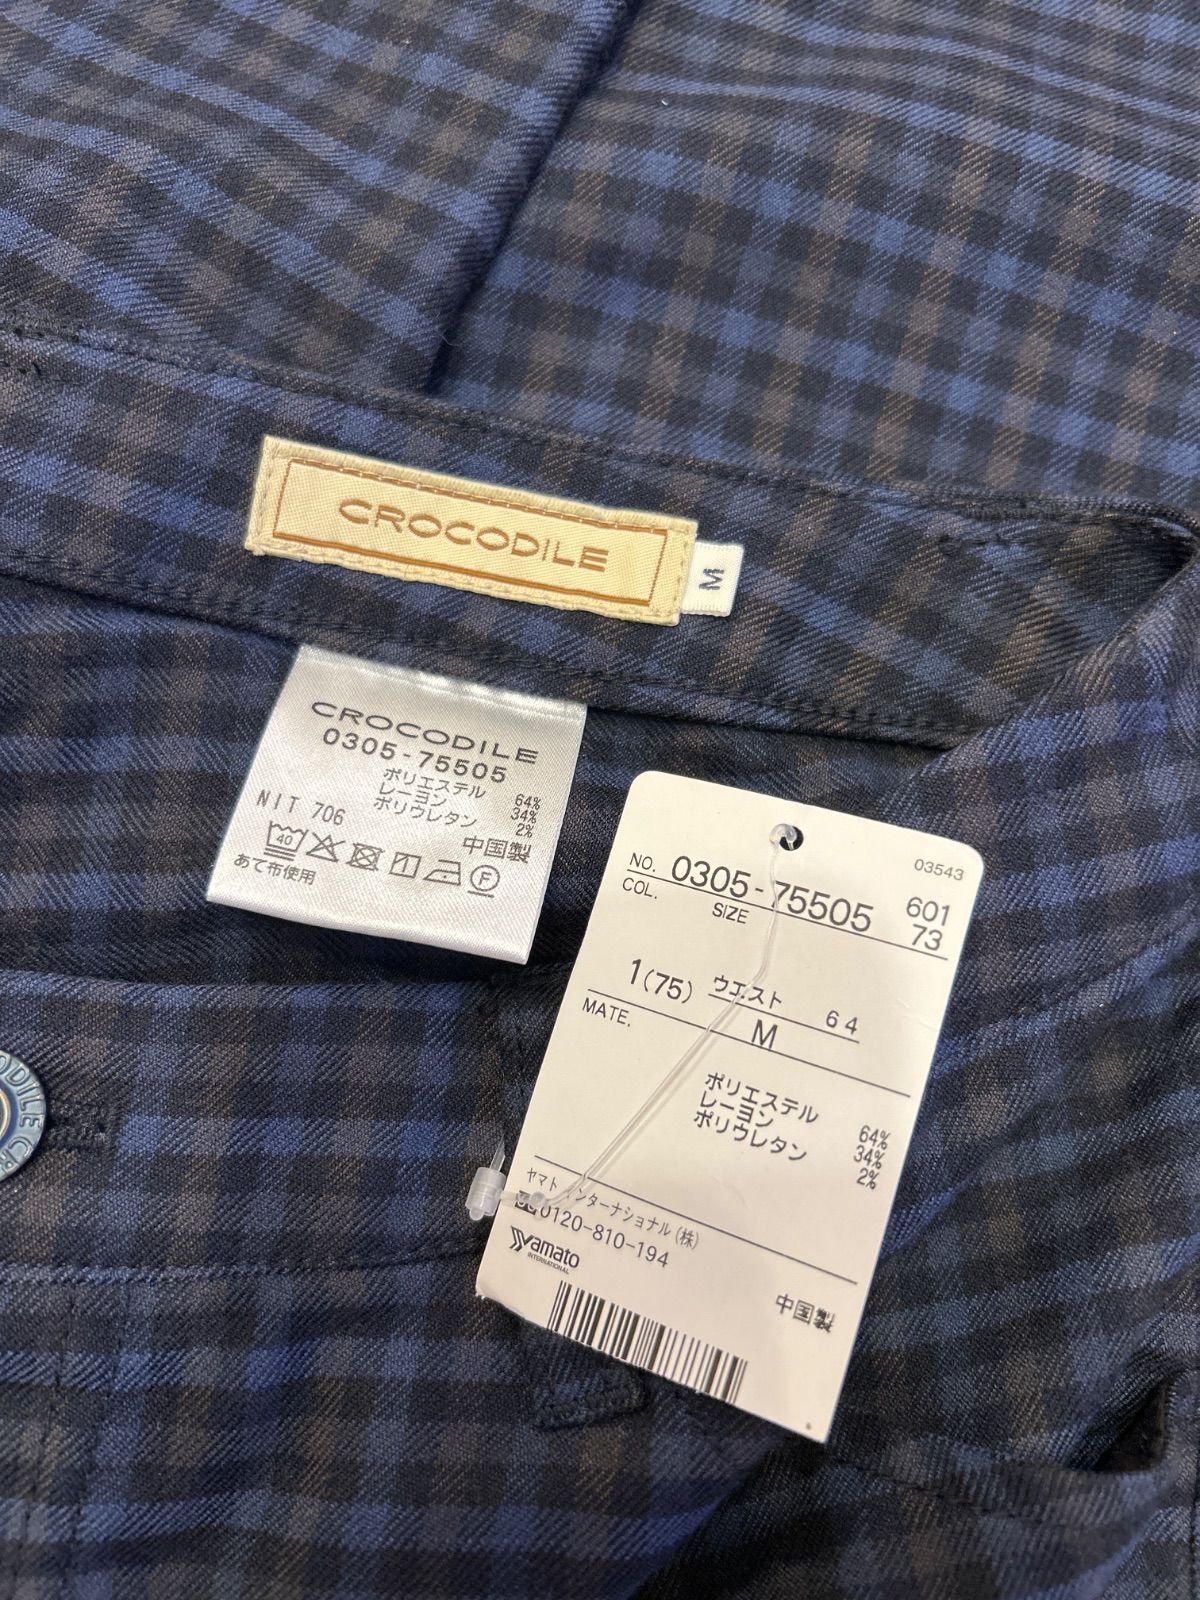 CROCODILE
M
CROCODILE
0305-75505
ポリエステル 64%
レーヨン 34%
ポリウレタン 2%
NIT 706
中国製
40
F
あて布使用
03543
NO. 0305-75505 601
COL. SIZE 73
1(75) ウエスト 64
M
MATE.
ポリエステル 64%
レーヨン 34%
ポリウレタン 2%
ヤマト インターナショナル(株)
0120-810-194
yamato
INTERNATIONAL
中国製